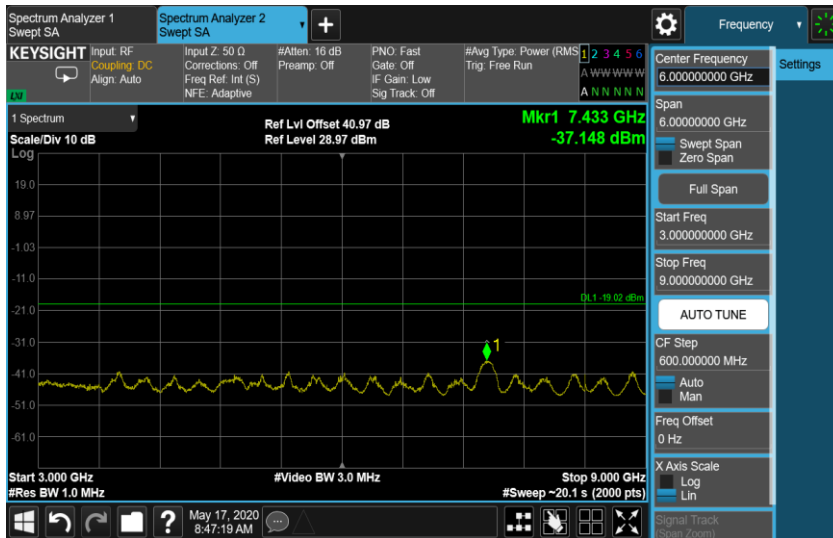 Spectrum Analyzer 1
Swept SA
Spectrum Analyzer 2
Swept SA
Frequency
KEYSIGHT
LXI
Input: RF
Coupling: DC
Align: Auto
Input Z: 50 Ω
Corrections: Off
Freq Ref: Int (S)
NFE: Adaptive
#Atten: 16 dB
Preamp: Off
PNO: Fast
Gate: Off
IF Gain: Low
Sig Track: Off
#Avg Type: Power (RMS
Trig: Free Run
1 2 3 4 5 6
A W W W W W
A N N N N N
1 Spectrum
Scale/Div 10 dB
Log
Ref Lvl Offset 40.97 dB
Ref Level 28.97 dBm
Mkr1 7.433 GHz
-37.148 dBm
19.0
8.97
-1.03
-11.0
-21.0
-31.0
-41.0
-51.0
-61.0
DL1 -19.02 dBm
1
Start 3.000 GHz
#Res BW 1.0 MHz
#Video BW 3.0 MHz
Stop 9.000 GHz
#Sweep ~20.1 s (2000 pts)
Center Frequency
6.000000000 GHz
Settings
Span
6.00000000 GHz
Swept Span
Zero Span
Full Span
Start Freq
3.000000000 GHz
Stop Freq
9.000000000 GHz
AUTO TUNE
CF Step
600.000000 MHz
Auto
Man
Freq Offset
0 Hz
X Axis Scale
Log
Lin
Signal Track
(Span Zoom)
?
May 17, 2020
8:47:19 AM